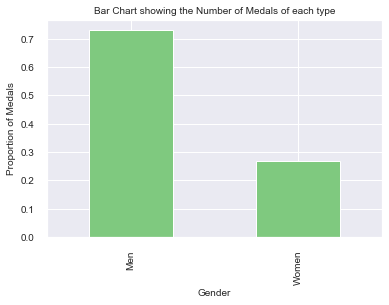 Bar Chart showing the Number of Medals of each type
Proportion of Medals
0.7
0.6
0.5
0.4
0.3
0.2
0.1
0.0
Men
Women
Gender